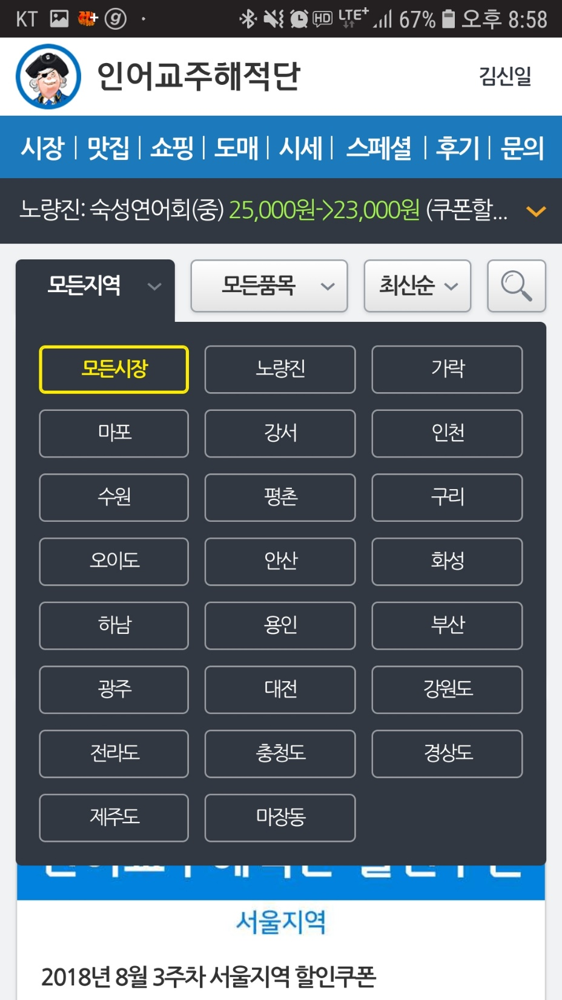 KT HD LTE+ 67% 오후 8:58
인어교주해적단 김신일
시장 | 맛집 | 쇼핑 | 도매 | 시세 | 스페셜 | 후기 | 문의
노량진: 숙성연어회(중) 25,000원->23,000원 (쿠폰할...
모든지역 모든품목 최신순
모든시장 노량진 가락
마포 강서 인천
수원 평촌 구리
오이도 안산 화성
하남 용인 부산
광주 대전 강원도
전라도 충청도 경상도
제주도 마장동
서울지역
2018년 8월 3주차 서울지역 할인쿠폰